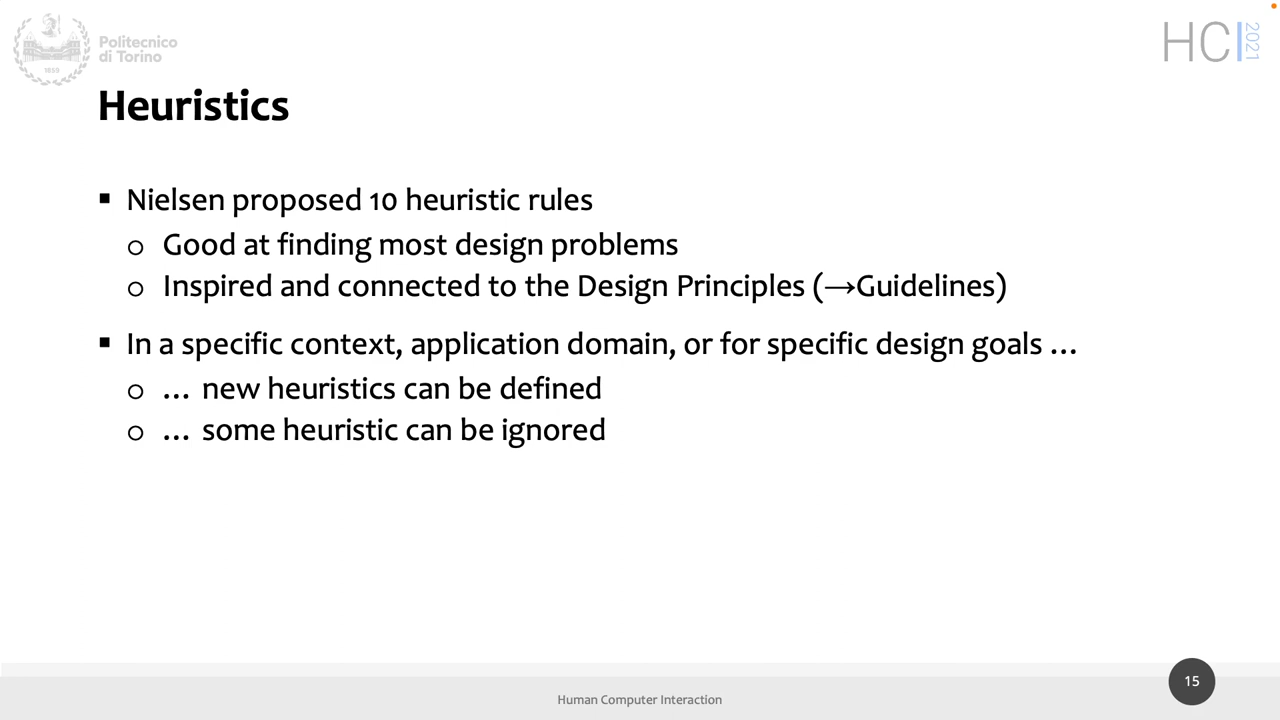 Politecnico
di Torino
1859
HCI 2021
Heuristics
▪ Nielsen proposed 10 heuristic rules
o Good at finding most design problems
o Inspired and connected to the Design Principles (→Guidelines)
▪ In a specific context, application domain, or for specific design goals …
o … new heuristics can be defined
o … some heuristic can be ignored
15
Human Computer Interaction